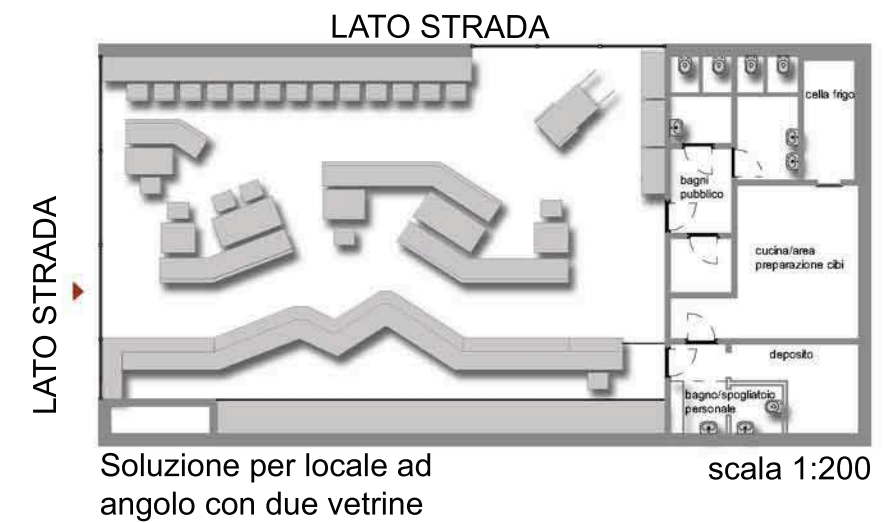 LATO STRADA
cella frigo
bagni
pubblico
LATO STRADA
cucina/area
preparazione cibi
deposito
bagno/spogliatoio
personale
Soluzione per locale ad
angolo con due vetrine
scala 1:200